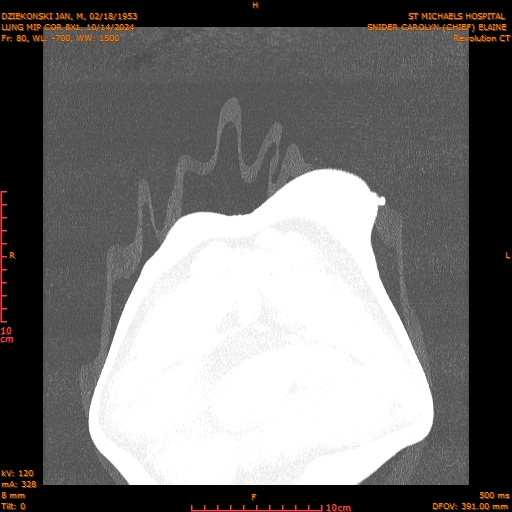 H
DZIEKONSKI JAN, M, 02/18/1953
ST MICHAELS HOSPITAL
LUNG MIP COR 8X1, 10/14/2024
SNIDER CAROLYN (CHIEF) ELAINE
Fr: 80, WL: -700, WW: 1500
Revolution CT
R
L
10
cm
kV: 120
mA: 328
8 mm
Tilt: 0
F
10cm
500 ms
DFOV: 391.00 mm